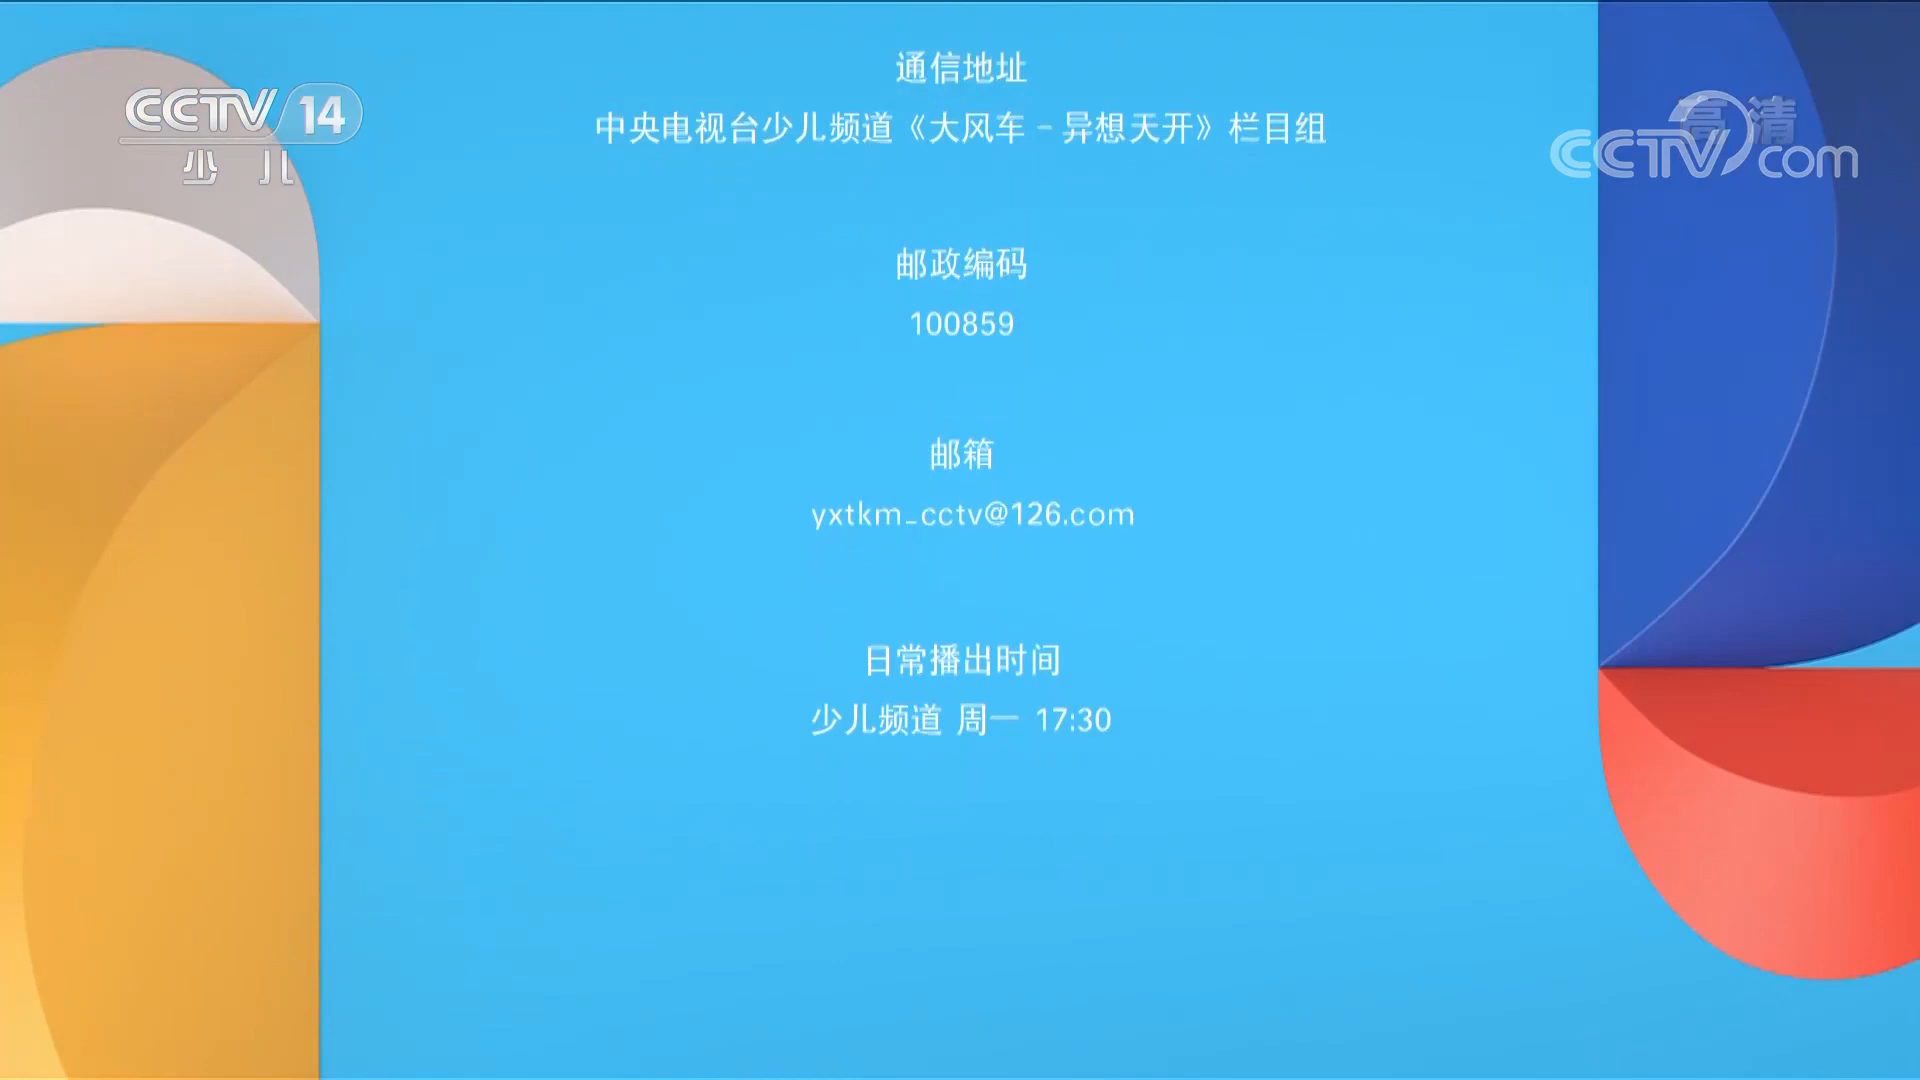 通信地址
CCTV 14
少儿
中央电视台少儿频道《大风车-异想天开》栏目组
高清
CCTV com
邮政编码
100859
邮箱
yxtkm_cctv@126.com
日常播出时间
少儿频道 周一 17:30